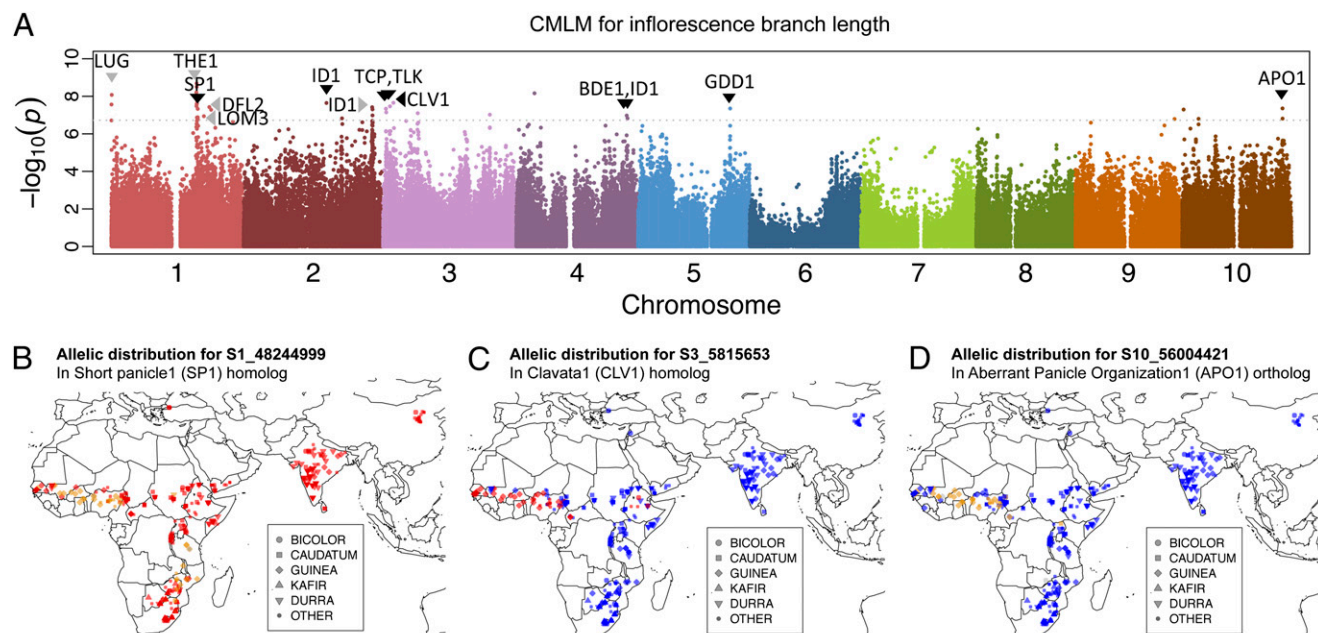 A
CMLM for inflorescence branch length
−log10(p)
10
8
6
4
2
0
LUG
THE1
SP1
DFL2
LOM3
ID1
ID1
TCP,TLK
CLV1
BDE1,ID1
GDD1
APO1
1 2 3 4 5 6 7 8 9 10
Chromosome
B
Allelic distribution for S1_48244999
In Short panicle1 (SP1) homolog
BICOLOR
CAUDATUM
GUINEA
KAFIR
DURRA
OTHER
C
Allelic distribution for S3_5815653
In Clavata1 (CLV1) homolog
BICOLOR
CAUDATUM
GUINEA
KAFIR
DURRA
OTHER
D
Allelic distribution for S10_56004421
In Aberrant Panicle Organization1 (APO1) ortholog
BICOLOR
CAUDATUM
GUINEA
KAFIR
DURRA
OTHER